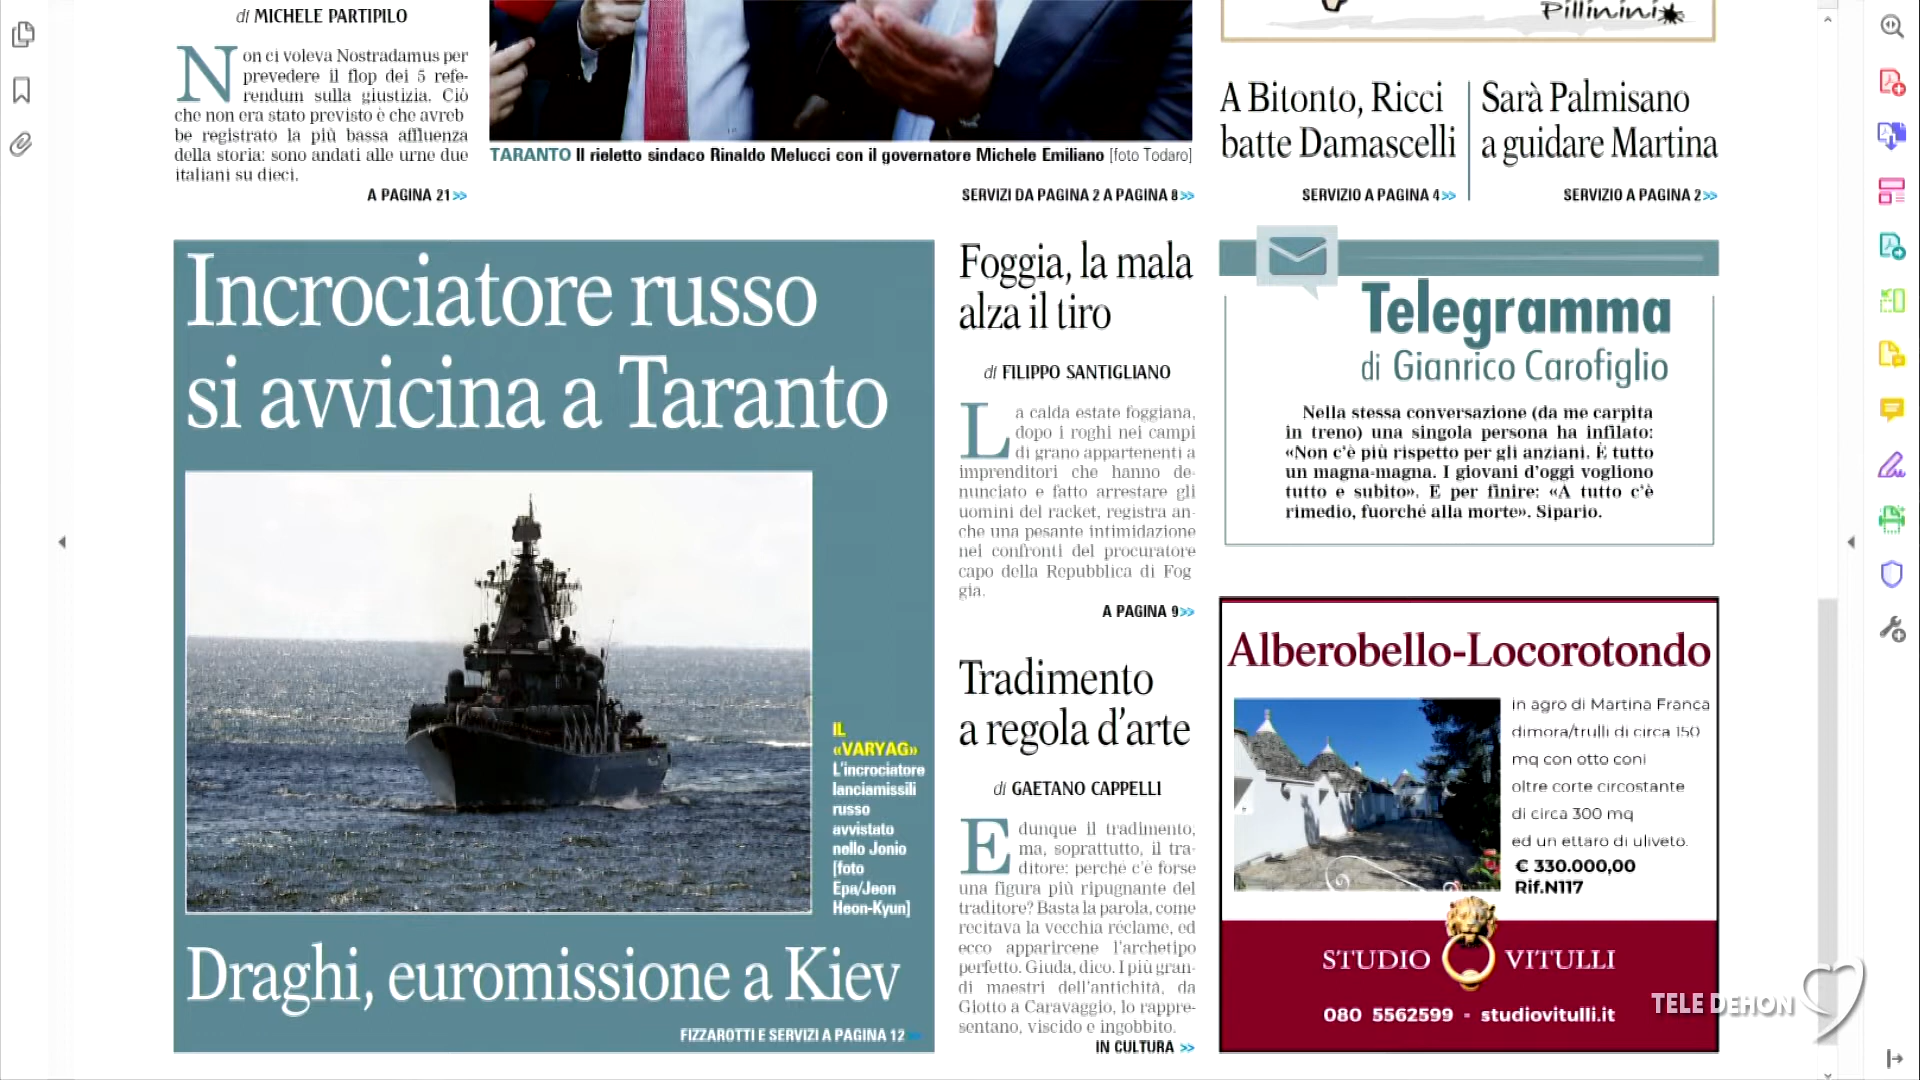 di MICHELE PARTIPILO
Non ci voleva Nostradamus per
prevedere il flop dei 5 refe-
rendum sulla giustizia. Ciò
che non era stato previsto è che avreb
be registrato la più bassa affluenza
della storia: sono andati alle urne due
italiani su dieci.
A PAGINA 21>>
TARANTO Il rieletto sindaco Rinaldo Melucci con il governatore Michele Emiliano [foto Todaro]
SERVIZI DA PAGINA 2 A PAGINA 8>>
Pillinini
A Bitonto, Ricci
batte Damascelli
SERVIZIO A PAGINA 4>>
Sarà Palmisano
a guidare Martina
SERVIZIO A PAGINA 2>>
Incrociatore russo
si avvicina a Taranto
IL
«VARYAG»
L'incrociatore
lanciamissili
russo
avvistato
nello Jonio
[foto
Epa/Jeon
Heon-Kyun]
Draghi, euromissione a Kiev
FIZZAROTTI E SERVIZI A PAGINA 12>>
Foggia, la mala
alza il tiro
di FILIPPO SANTIGLIANO
La calda estate foggiana,
dopo i roghi nei campi
di grano appartenenti a
imprenditori che hanno de-
nunciato e fatto arrestare gli
uomini del racket, registra an-
che una pesante intimidazione
nei confronti del procuratore
capo della Repubblica di Fog
gia.
A PAGINA 9>>
Tradimento
a regola d'arte
di GAETANO CAPPELLI
E dunque il tradimento,
ma, soprattutto, il tra-
ditore: perché c'è forse
una figura più ripugnante del
traditore? Basta la parola, come
recitava la vecchia réclame, ed
ecco apparircene l'archetipo
perfetto. Giuda, dico. I più gran-
di maestri dell'antichità, da
Giotto a Caravaggio, lo rappre-
sentano, viscido e ingobbito.
IN CULTURA >>
Telegramma
di Gianrico Carofiglio
Nella stessa conversazione (da me carpita
in treno) una singola persona ha infilato:
«Non c'è più rispetto per gli anziani. È tutto
un magna-magna. I giovani d'oggi vogliono
tutto e subito». E per finire: «A tutto c'è
rimedio, fuorché alla morte». Sipario.
Alberobello-Locorotondo
in agro di Martina Franca
dimora/trulli di circa 150
mq con otto coni
oltre corte circostante
di circa 300 mq
ed un ettaro di uliveto.
€ 330.000,00
Rif.N117
STUDIO VITULLI
080 5562599 - studiovitulli.it
TELE DEHON